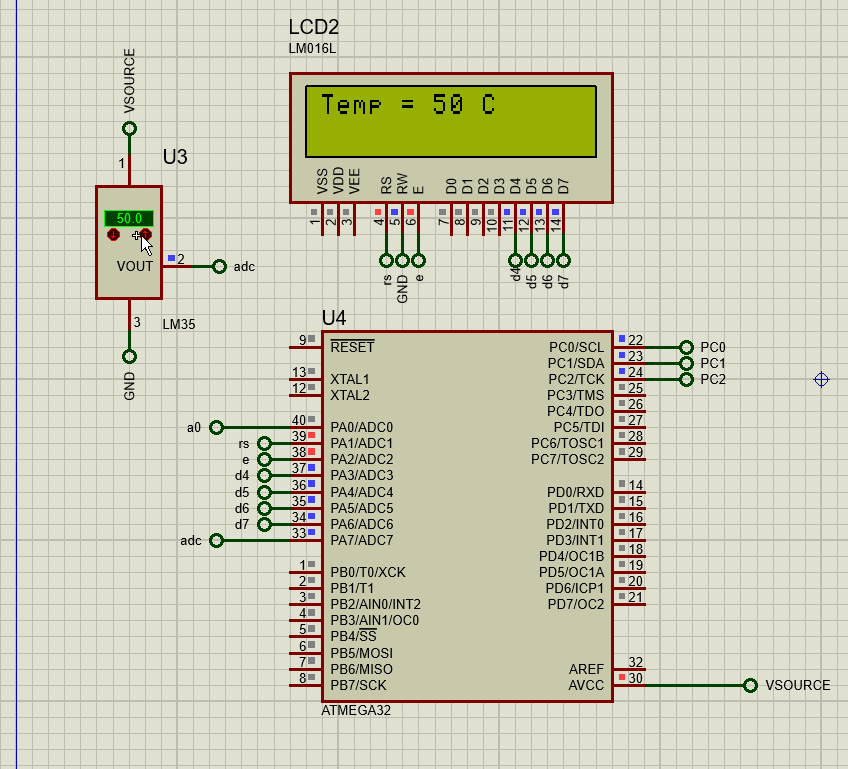 LCD2
LM016L
Temp = 50 C
VSS
VDD
VEE
RS
RW
E
D0
D1
D2
D3
D4
D5
D6
D7
1
2
3
4
5
6
7
8
9
10
11
12
13
14
rs
GND
e
d4
d5
d6
d7
VSOURCE
1
U3
50.0
VOUT
2
adc
3
LM35
GND
U4
9
RESET
13
XTAL1
12
XTAL2
a0
40
PA0/ADC0
rs
39
PA1/ADC1
e
38
PA2/ADC2
d4
37
PA3/ADC3
d5
36
PA4/ADC4
d6
35
PA5/ADC5
d7
34
PA6/ADC6
adc
33
PA7/ADC7
1
PB0/T0/XCK
2
PB1/T1
3
PB2/AIN0/INT2
4
PB3/AIN1/OC0
5
PB4/SS
6
PB5/MOSI
7
PB6/MISO
8
PB7/SCK
PC0/SCL
22
PC0
PC1/SDA
23
PC1
PC2/TCK
24
PC2
PC3/TMS
25
PC4/TDO
26
PC5/TDI
27
PC6/TOSC1
28
PC7/TOSC2
29
PD0/RXD
14
PD1/TXD
15
PD2/INT0
16
PD3/INT1
17
PD4/OC1B
18
PD5/OC1A
19
PD6/ICP1
20
PD7/OC2
21
AREF
32
AVCC
30
VSOURCE
ATMEGA32